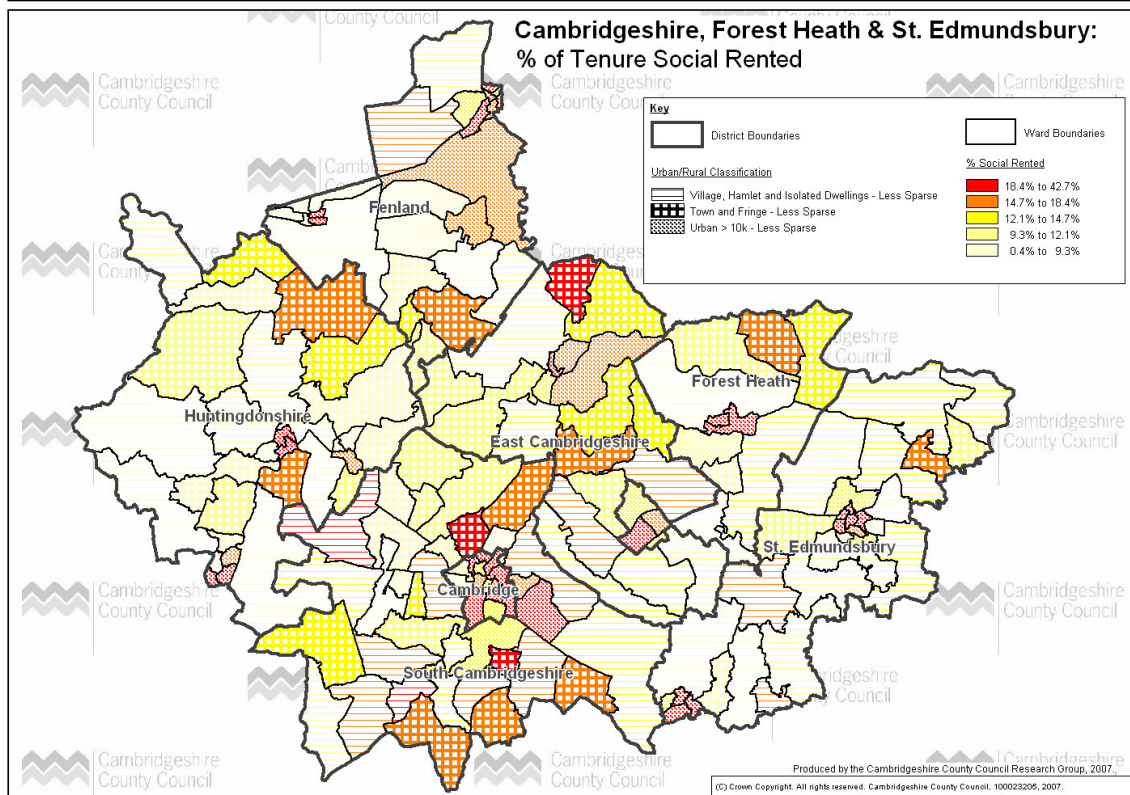 Cambridgeshire, Forest Heath & St. Edmundsbury:
% of Tenure Social Rented
Key
District Boundaries
Ward Boundaries
Urban/Rural Classification
Village, Hamlet and Isolated Dwellings - Less Sparse
Town and Fringe - Less Sparse
Urban > 10k - Less Sparse
% Social Rented
18.4% to 42.7%
14.7% to 18.4%
12.1% to 14.7%
9.3% to 12.1%
0.4% to 9.3%
Fenland
Forest Heath
Huntingdonshire
East Cambridgeshire
St. Edmundsbury
Cambridge
South Cambridgeshire
Cambridgeshire
County Council
Produced by the Cambridgeshire County Council Research Group, 2007.
(C) Crown Copyright. All rights reserved. Cambridgeshire County Council, 100023205, 2007.